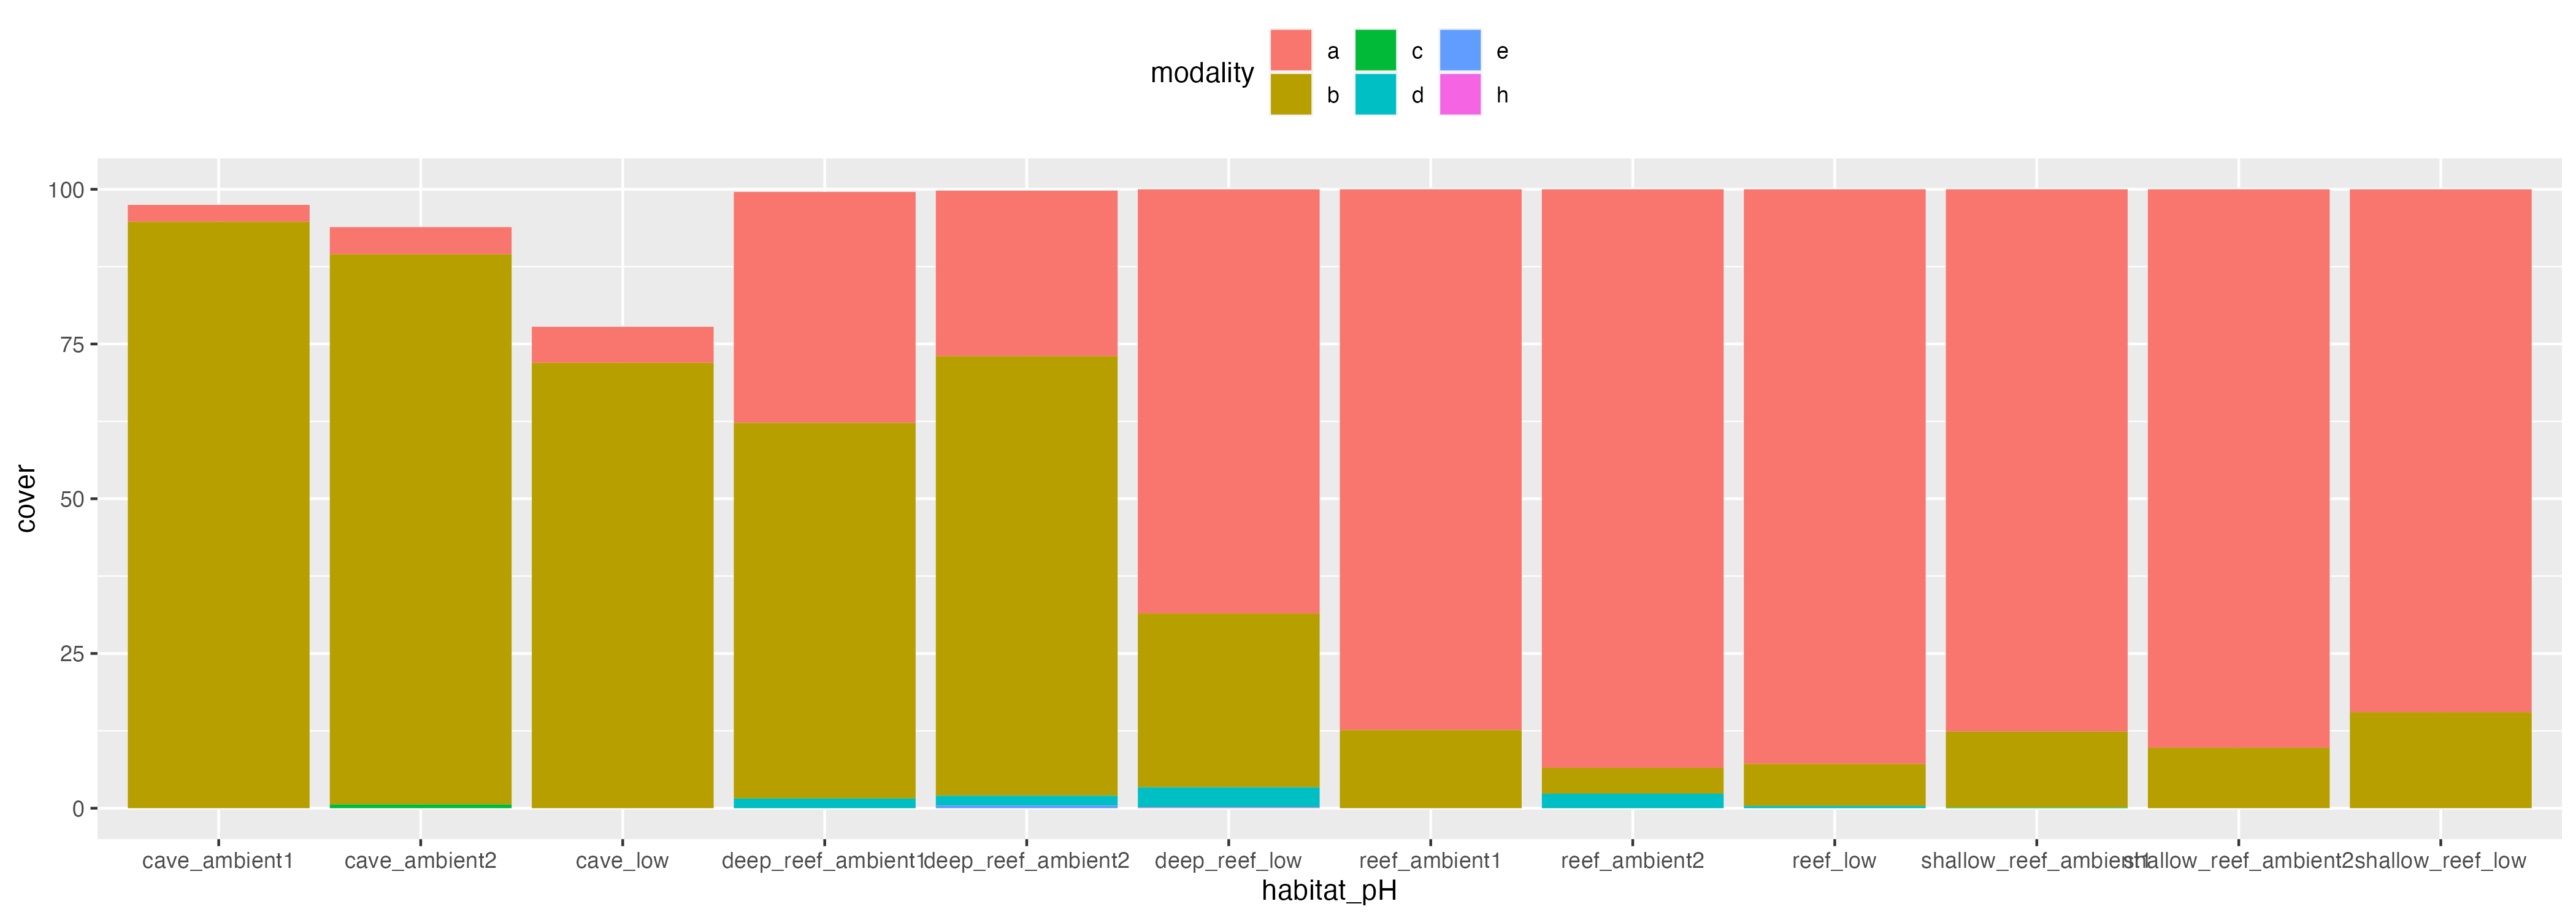 modality
a c e
b d h
100
75
50
25
0
cover
cave_ambient1 cave_ambient2 cave_low deep_reef_ambient1 deep_reef_ambient2 deep_reef_low reef_ambient1 reef_ambient2 reef_low shallow_reef_ambient1 shallow_reef_ambient2 shallow_reef_low
habitat_pH